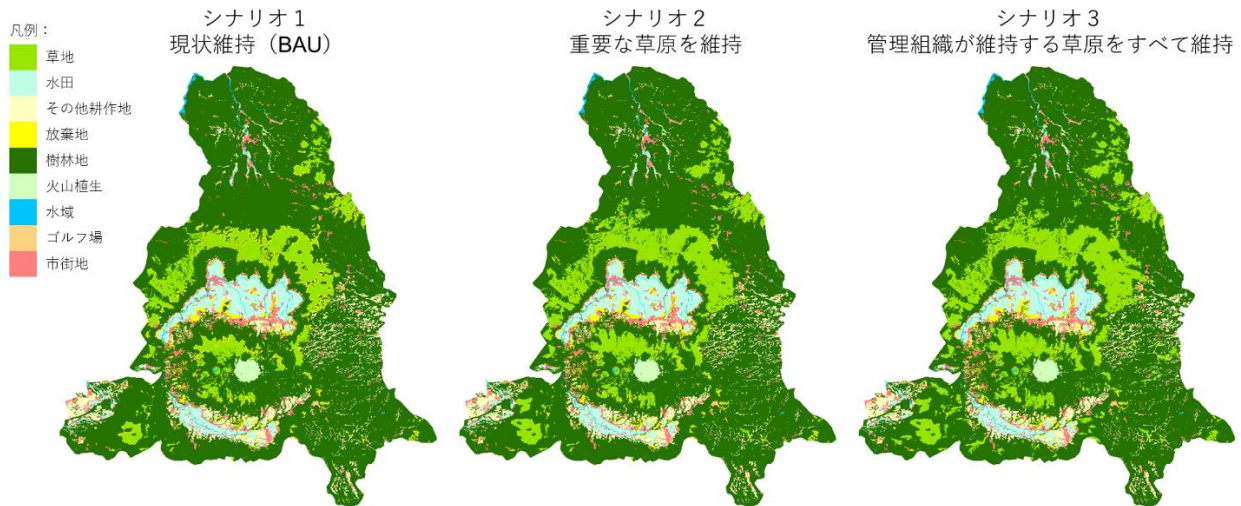 凡例：
草地
水田
その他耕作地
放棄地
樹林地
火山植生
水域
ゴルフ場
市街地
シナリオ１
現状維持（BAU）
シナリオ２
重要な草原を維持
シナリオ３
管理組織が維持する草原をすべて維持